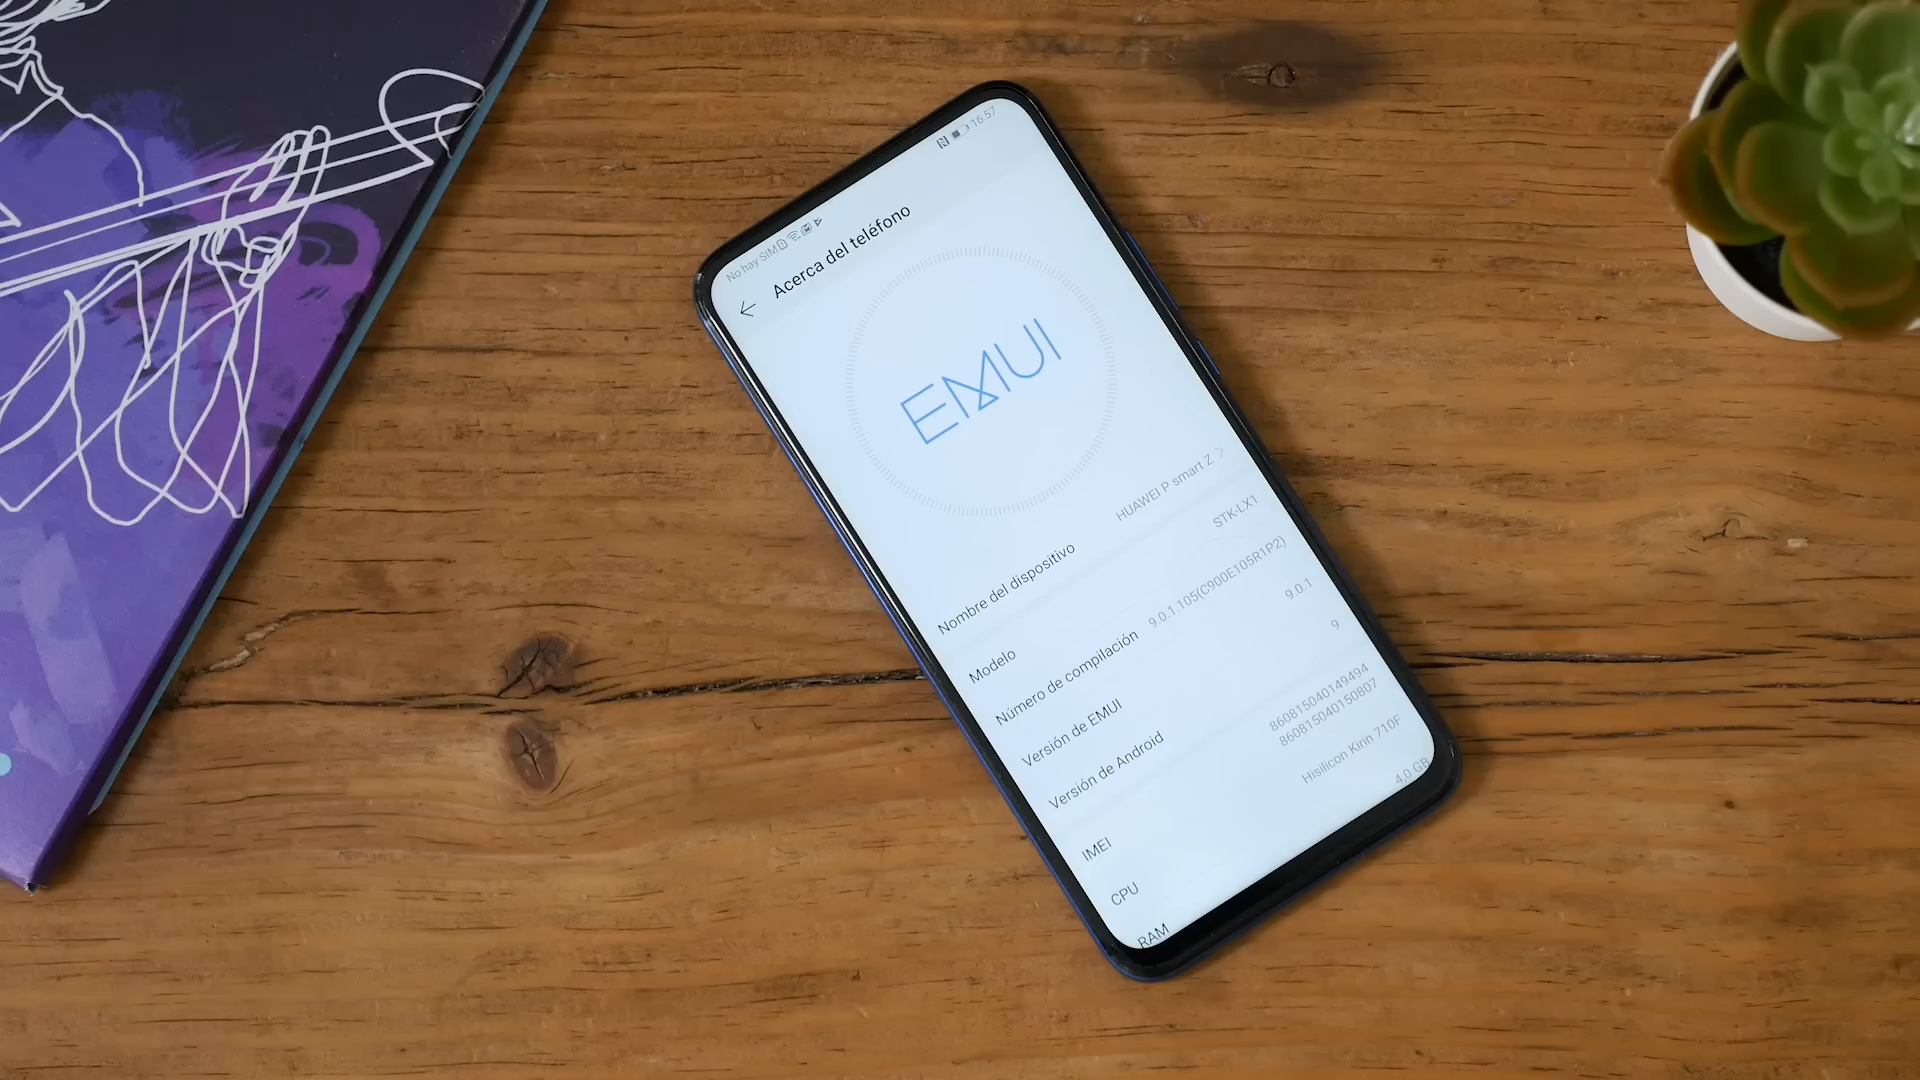 No hay SIM 16:57
Acerca del teléfono
EMUI
Nombre del dispositivo HUAWEI P smart Z
Modelo STK-LX1
Número de compilación 9.0.1.105(C900E105R1P2)
Versión de EMUI 9.0.1
Versión de Android 9
IMEI 860815040149494
860815040150807
CPU Hisilicon Kirin 710F
RAM 4,0 GB